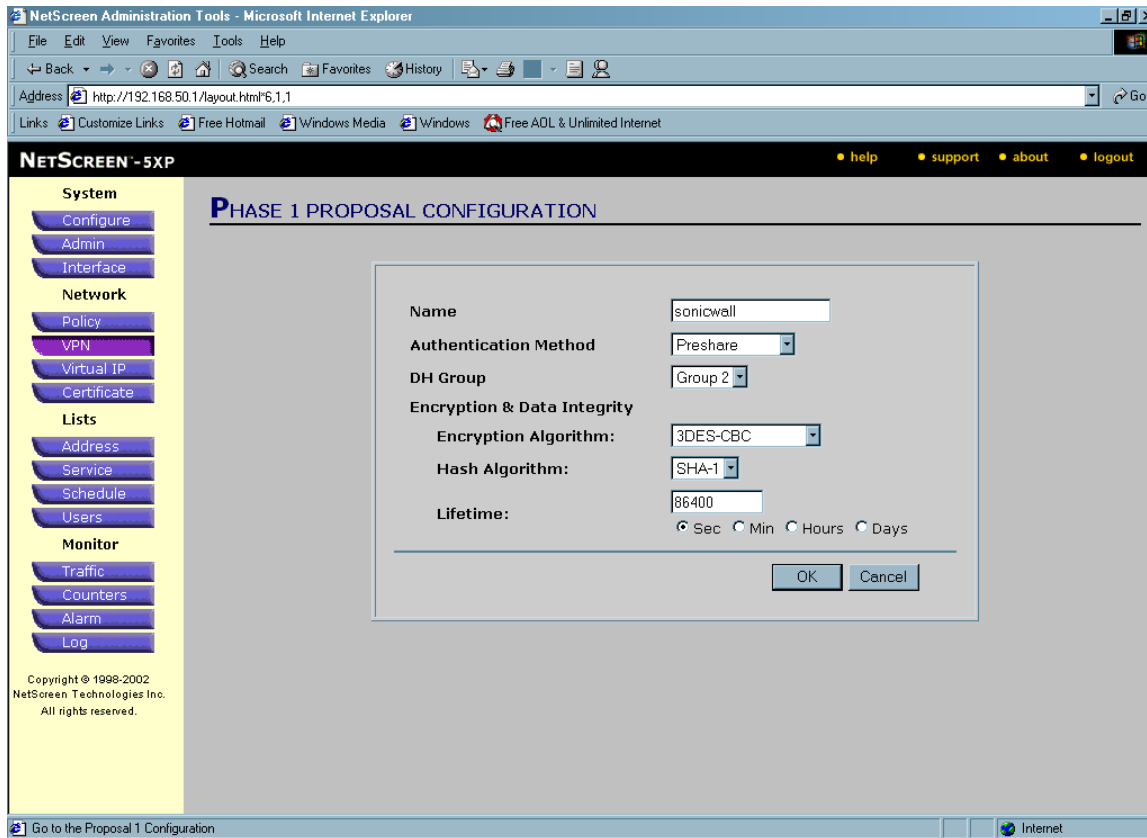 NetScreen Administration Tools - Microsoft Internet Explorer
File Edit View Favorites Tools Help
Back Search Favorites History
Address http://192.168.50.1/layout.html*6,1,1 Go
Links Customize Links Free Hotmail Windows Media Windows Free AOL & Unlimited Internet
NETSCREEN-5XP help support about logout
System
Configure
Admin
Interface
Network
Policy
VPN
Virtual IP
Certificate
Lists
Address
Service
Schedule
Users
Monitor
Traffic
Counters
Alarm
Log
Copyright © 1998-2002
NetScreen Technologies Inc.
All rights reserved.
PHASE 1 PROPOSAL CONFIGURATION
Name sonicwall
Authentication Method Preshare
DH Group Group 2
Encryption & Data Integrity
Encryption Algorithm: 3DES-CBC
Hash Algorithm: SHA-1
Lifetime: 86400
Sec Min Hours Days
OK Cancel
Go to the Proposal 1 Configuration Internet